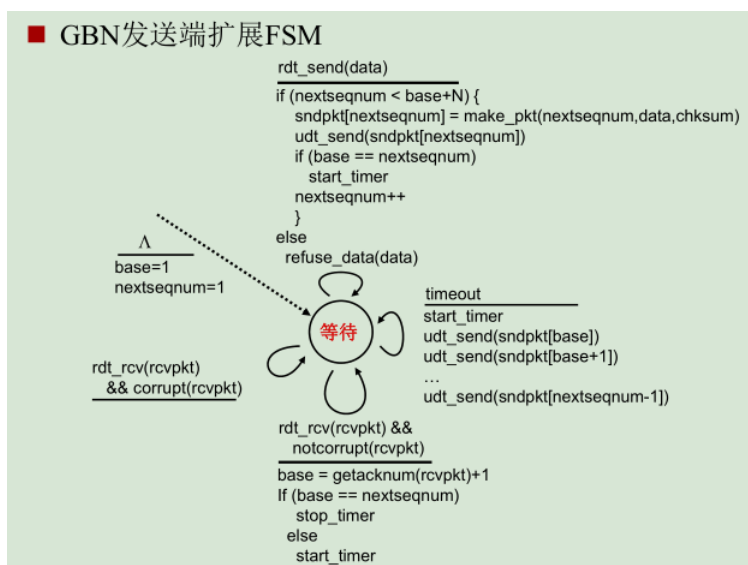 GBN发送端扩展FSM
rdt_send(data)
if (nextseqnum < base+N) {
sndpkt[nextseqnum] = make_pkt(nextseqnum,data,chksum)
udt_send(sndpkt[nextseqnum])
if (base == nextseqnum)
start_timer
nextseqnum++
}
else
refuse_data(data)
Λ
base=1
nextseqnum=1
等待
timeout
start_timer
udt_send(sndpkt[base])
udt_send(sndpkt[base+1])
…
udt_send(sndpkt[nextseqnum-1])
rdt_rcv(rcvpkt)
&& corrupt(rcvpkt)
rdt_rcv(rcvpkt) &&
notcorrupt(rcvpkt)
base = getacknum(rcvpkt)+1
If (base == nextseqnum)
stop_timer
else
start_timer